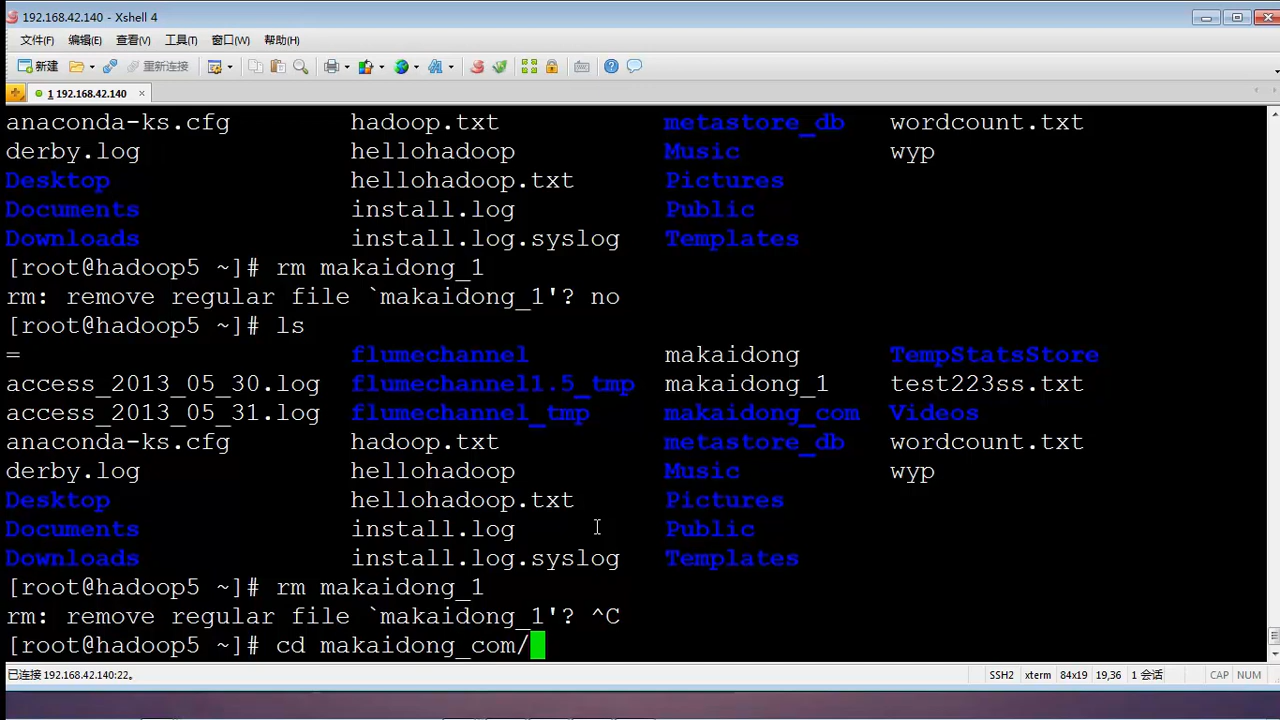 192.168.42.140 - Xshell 4
文件(F) 编辑(E) 查看(V) 工具(T) 窗口(W) 帮助(H)
新建 重新连接
1 192.168.42.140
anaconda-ks.cfg hadoop.txt metastore_db wordcount.txt
derby.log hellohadoop Music wyp
Desktop hellohadoop.txt Pictures
Documents install.log Public
Downloads install.log.syslog Templates
[root@hadoop5 ~]# rm makaidong_1
rm: remove regular file `makaidong_1'? no
[root@hadoop5 ~]# ls
= flumechannel makaidong TempStatsStore
access_2013_05_30.log flumechannel1.5_tmp makaidong_1 test223ss.txt
access_2013_05_31.log flumechannel_tmp makaidong_com Videos
anaconda-ks.cfg hadoop.txt metastore_db wordcount.txt
derby.log hellohadoop Music wyp
Desktop hellohadoop.txt Pictures
Documents install.log Public
Downloads install.log.syslog Templates
[root@hadoop5 ~]# rm makaidong_1
rm: remove regular file `makaidong_1'? ^C
[root@hadoop5 ~]# cd makaidong_com/
已连接 192.168.42.140:22。 SSH2 xterm 84x19 19,36 1 会话 CAP NUM